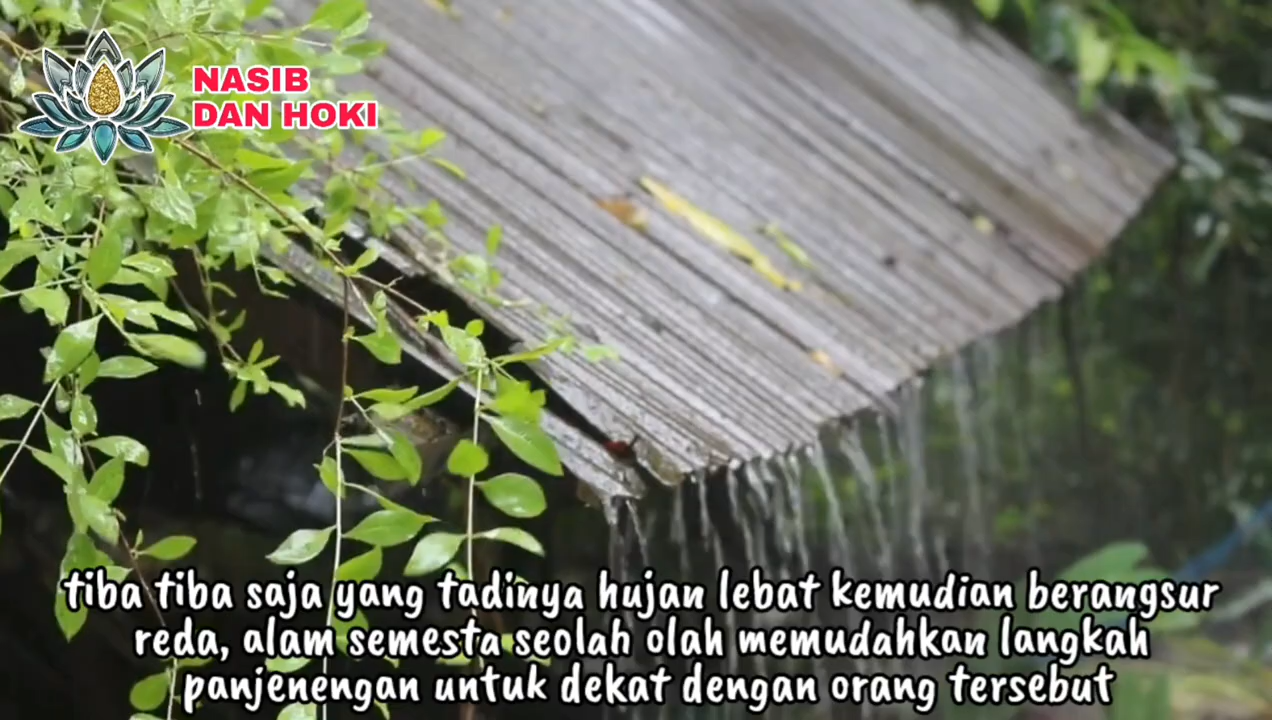 NASIB
DAN HOKI
tiba tiba saja yang tadinya hujan lebat kemudian berangsur
reda, alam semesta seolah olah memudahkan langkah
panjenengan untuk dekat dengan orang tersebut